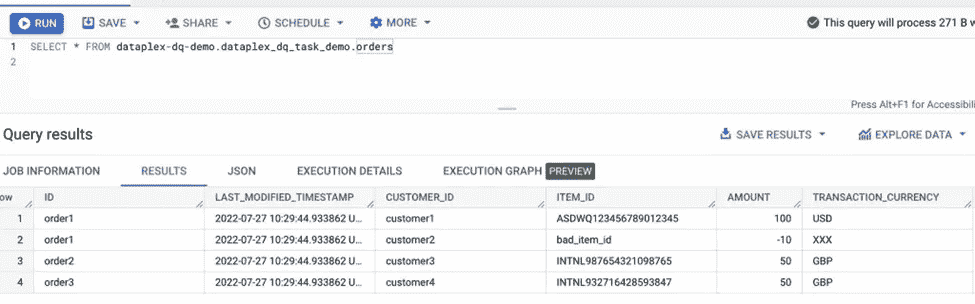 RUN SAVE SHARE SCHEDULE MORE This query will process 271 B w
1 SELECT * FROM dataplex-dq-demo.dataplex_dq_task_demo.orders
2
Press Alt+F1 for Accessibili
Query results SAVE RESULTS EXPLORE DATA
JOB INFORMATION RESULTS JSON EXECUTION DETAILS EXECUTION GRAPH PREVIEW
ow ID LAST_MODIFIED_TIMESTAMP CUSTOMER_ID ITEM_ID AMOUNT TRANSACTION_CURRENCY
1 order1 2022-07-27 10:29:44.933862 U... customer1 ASDWQ123456789012345 100 USD
2 order1 2022-07-27 10:29:44.933862 U... customer2 bad_item_id -10 XXX
3 order2 2022-07-27 10:29:44.933862 U... customer3 INTNL987654321098765 50 GBP
4 order3 2022-07-27 10:29:44.933862 U... customer4 INTNL932716428593847 50 GBP